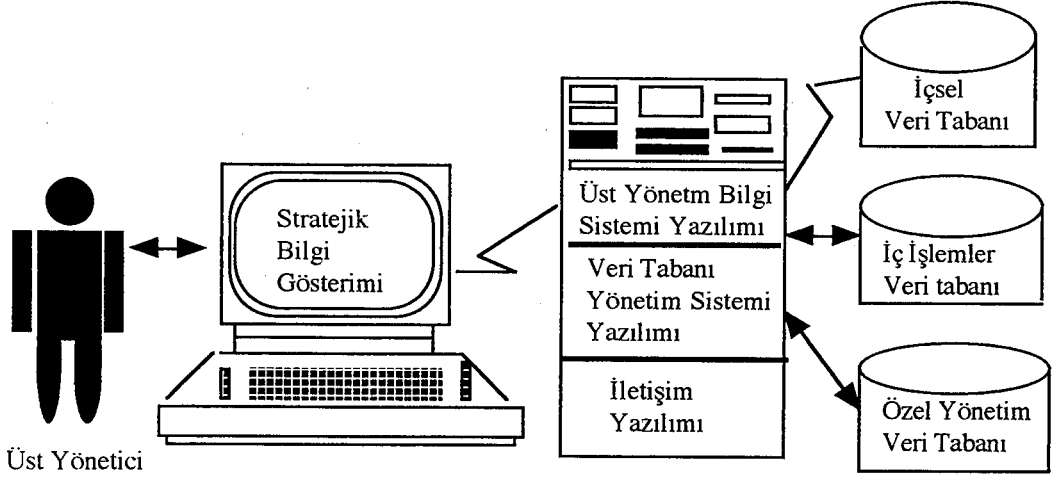 Üst Yönetici
Stratejik
Bilgi
Gösterimi
Üst Yönetm Bilgi
Sistemi Yazılımı
Veri Tabanı
Yönetim Sistemi
Yazılımı
İletişim
Yazılımı
İçsel
Veri Tabanı
İç İşlemler
Veri tabanı
Özel Yönetim
Veri Tabanı